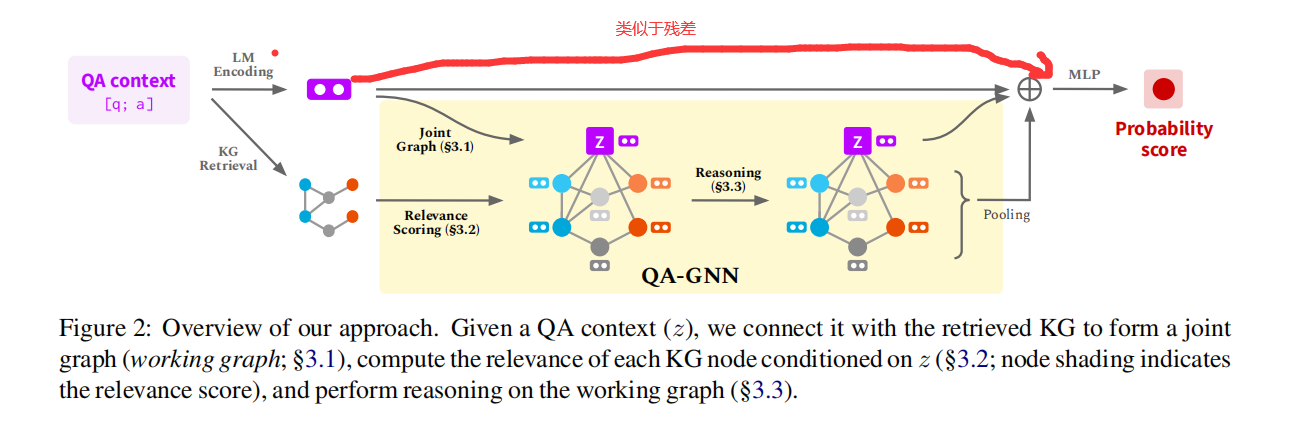 类似于残差
LM
Encoding
QA context
[q; a]
MLP
Probability
score
KG
Retrieval
Joint
Graph (§3.1)
Z
Z
Reasoning
(§3.3)
Relevance
Scoring (§3.2)
Pooling
QA-GNN
Figure 2: Overview of our approach. Given a QA context (z), we connect it with the retrieved KG to form a joint
graph (working graph; §3.1), compute the relevance of each KG node conditioned on z (§3.2; node shading indicates
the relevance score), and perform reasoning on the working graph (§3.3).